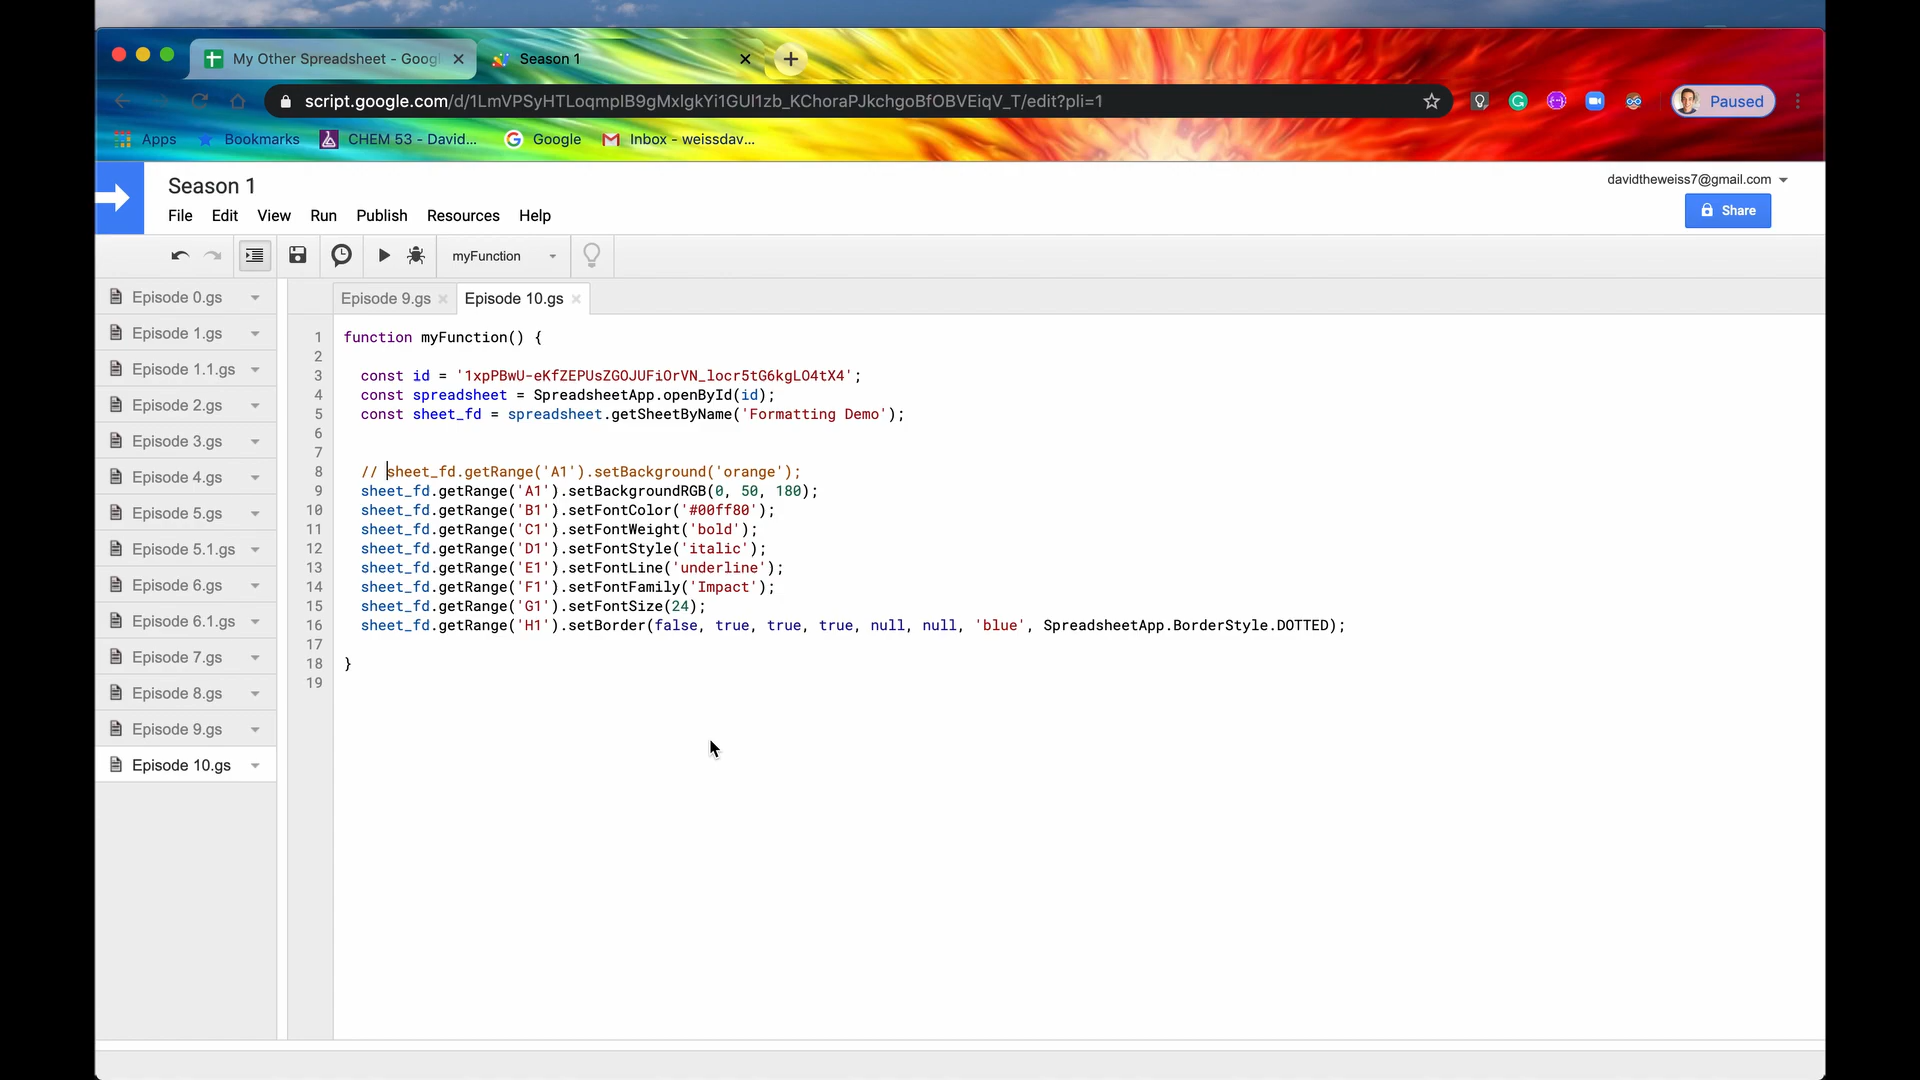 My Other Spreadsheet - Googl
Season 1
script.google.com/d/1LmVPSyHTLoqmpIB9gMxlgkYi1GUl1zb_KChoraPJkchgoBfOBVEiqV_T/edit?pli=1
Paused
Apps
Bookmarks
CHEM 53 - David...
Google
Inbox - weissdav...
Season 1
davidtheweiss7@gmail.com
File Edit View Run Publish Resources Help
Share
myFunction
Episode 0.gs
Episode 1.gs
Episode 1.1.gs
Episode 2.gs
Episode 3.gs
Episode 4.gs
Episode 5.gs
Episode 5.1.gs
Episode 6.gs
Episode 6.1.gs
Episode 7.gs
Episode 8.gs
Episode 9.gs
Episode 10.gs
Episode 9.gs
Episode 10.gs
1 function myFunction() {
2
3 const id = '1xpPBwU-eKfZEPUsZGOJUFiOrVN_locr5tG6kgLO4tX4';
4 const spreadsheet = SpreadsheetApp.openById(id);
5 const sheet_fd = spreadsheet.getSheetByName('Formatting Demo');
6
7
8 // sheet_fd.getRange('A1').setBackground('orange');
9 sheet_fd.getRange('A1').setBackgroundRGB(0, 50, 180);
10 sheet_fd.getRange('B1').setFontColor('#00ff80');
11 sheet_fd.getRange('C1').setFontWeight('bold');
12 sheet_fd.getRange('D1').setFontStyle('italic');
13 sheet_fd.getRange('E1').setFontLine('underline');
14 sheet_fd.getRange('F1').setFontFamily('Impact');
15 sheet_fd.getRange('G1').setFontSize(24);
16 sheet_fd.getRange('H1').setBorder(false, true, true, true, null, null, 'blue', SpreadsheetApp.BorderStyle.DOTTED);
17
18 }
19